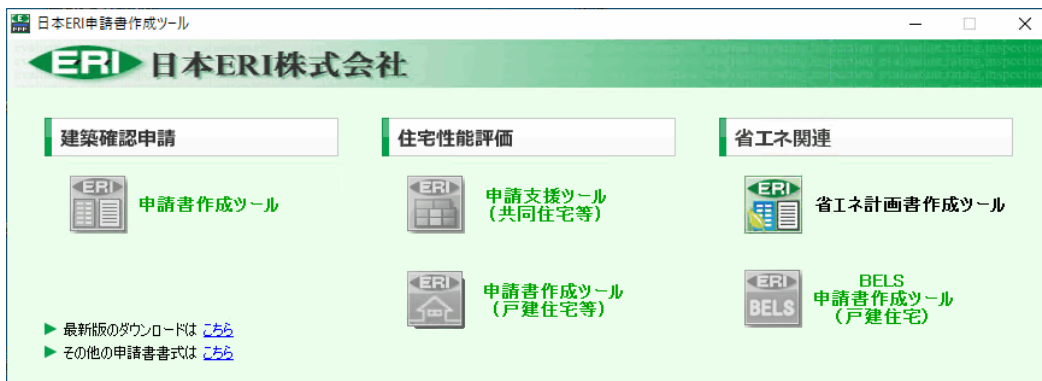 日本ERI申請書作成ツール
ERI 日本ERI株式会社
建築確認申請
住宅性能評価
省エネ関連
ERI
申請書作成ツール
ERI
申請支援ツール
（共同住宅等）
ERI
省エネ計画書作成ツール
ERI
申請書作成ツール
（戸建住宅等）
ERI
BELS
BELS
申請書作成ツール
（戸建住宅）
最新版のダウンロードは こちら
その他の申請書書式は こちら